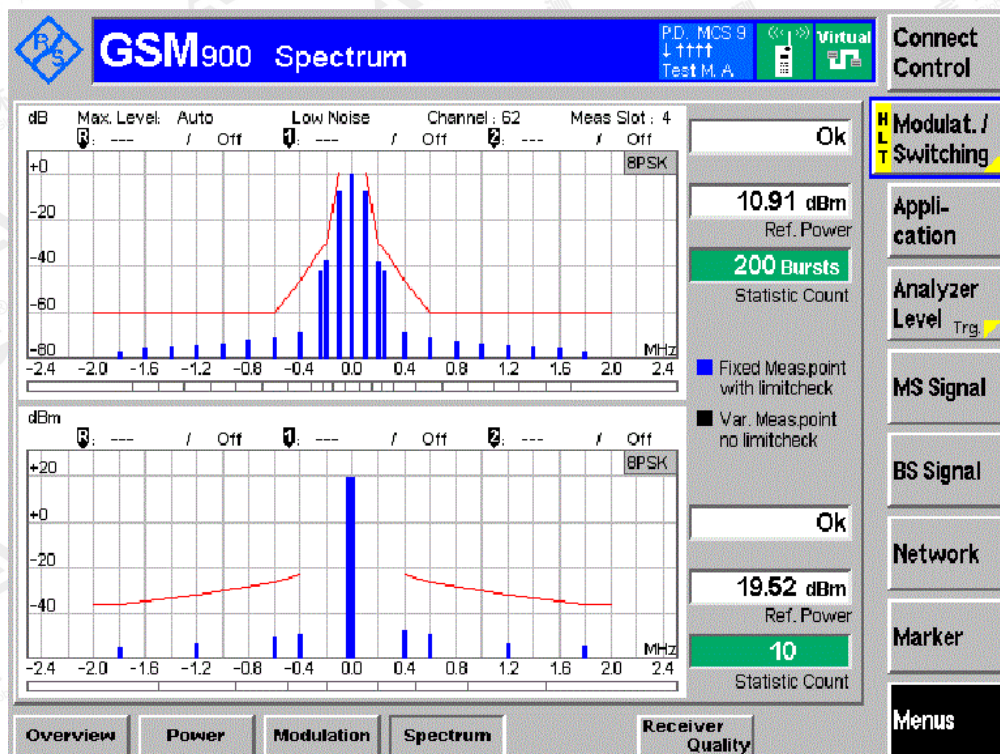 R S
GSM900 Spectrum
P.D. MCS 9
↓ ↑↑↑↑
Test M. A.
Virtual
Connect Control
dB Max. Level: Auto Low Noise Channel : 62 Meas Slot : 4
R: --- / Off 1: --- / Off 2: --- / Off
+0
8PSK
-20
-40
-60
-80
MHz
-2.4 -2.0 -1.6 -1.2 -0.8 -0.4 0.0 0.4 0.8 1.2 1.6 2.0 2.4
Ok
10.91 dBm
Ref. Power
200 Bursts
Statistic Count
Fixed Meas.point
with limitcheck
Var. Meas.point
no limitcheck
dBm
R: --- / Off 1: --- / Off 2: --- / Off
+20
8PSK
+0
-20
-40
MHz
-2.4 -2.0 -1.6 -1.2 -0.8 -0.4 0.0 0.4 0.8 1.2 1.6 2.0 2.4
Ok
19.52 dBm
Ref. Power
10
Statistic Count
HLT
Modulat. /
Switching
Appli-
cation
Analyzer
Level Trg.
MS Signal
BS Signal
Network
Marker
Menus
Overview
Power
Modulation
Spectrum
Receiver
Quality